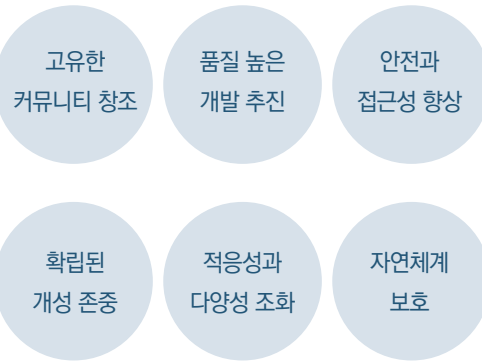 고유한
커뮤니티 창조
품질 높은
개발 추진
안전과
접근성 향상
확립된
개성 존중
적응성과
다양성 조화
자연체계
보호